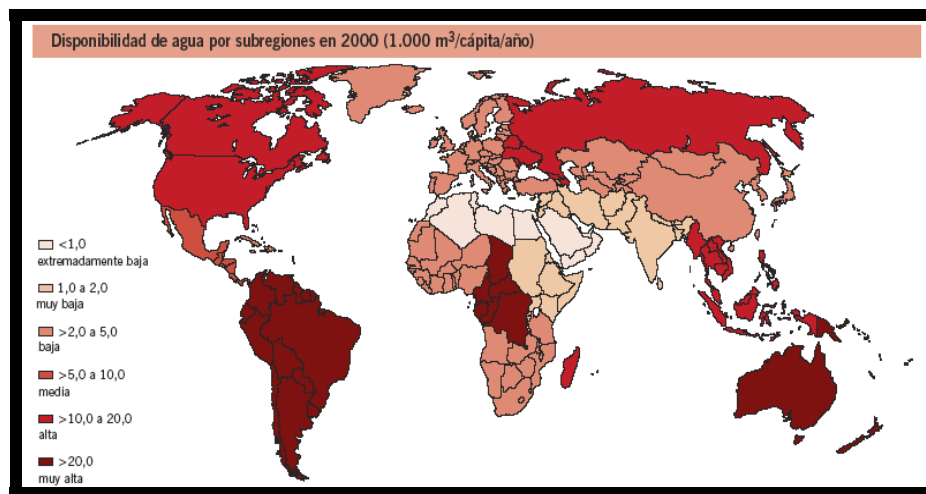 Disponibilidad de agua por subregiones en 2000 (1.000 m³/cápita/año)
<1,0
extremadamente baja
1,0 a 2,0
muy baja
>2,0 a 5,0
baja
>5,0 a 10,0
media
>10,0 a 20,0
alta
>20,0
muy alta